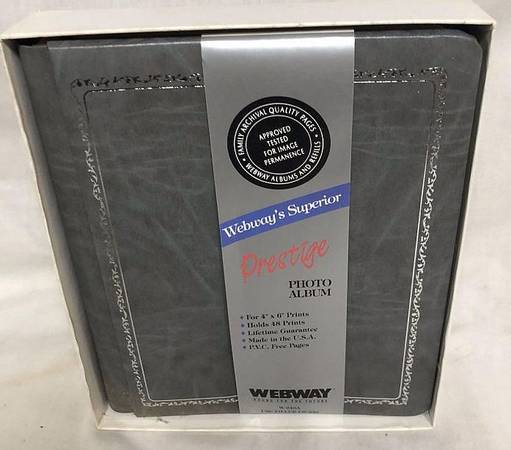 FAMILY ARCHIVAL QUALITY PAGES
APPROVED
TESTED
FOR IMAGE
PERMANENCE
WEBWAY ALBUMS AND REFILLS
Webway's Superior
Prestige
PHOTO
ALBUM
For 4" x 6" Prints
Holds 48 Prints
Lifetime Guarantee
Made in the U.S.A.
P.V.C. Free Pages
WEBWAY